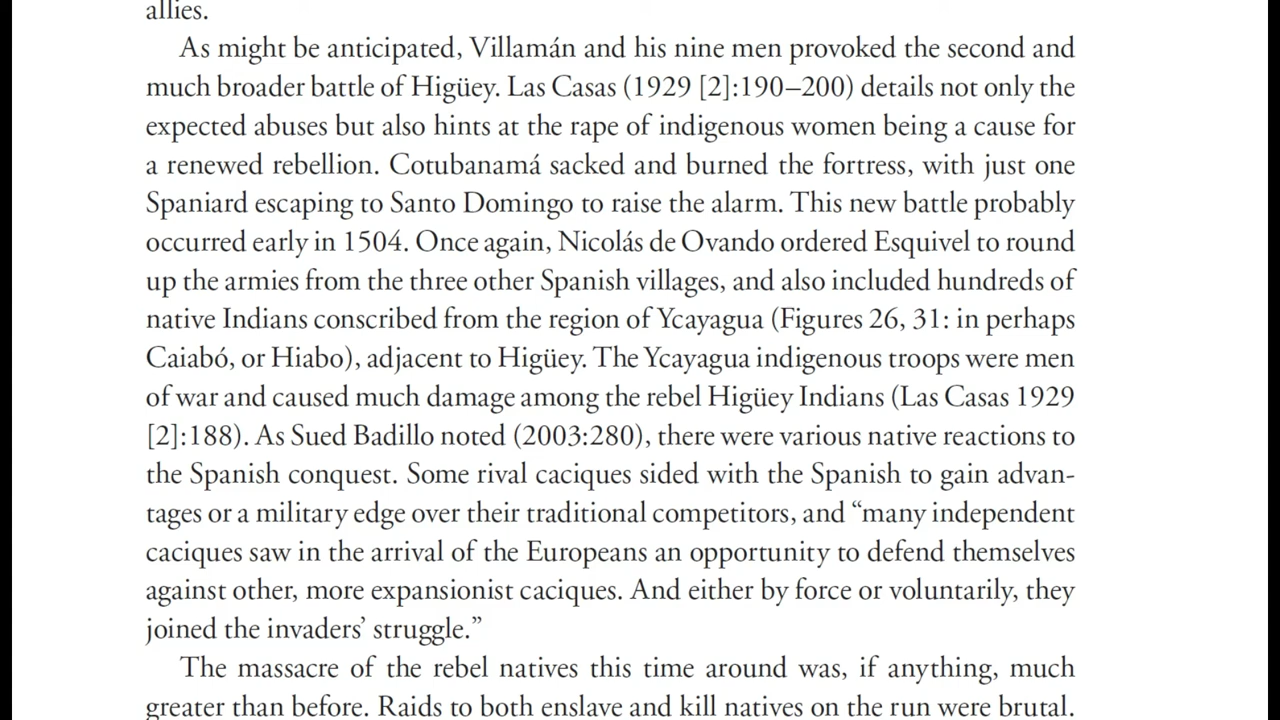 allies.
As might be anticipated, Villamán and his nine men provoked the second and
much broader battle of Higüey. Las Casas (1929 [2]:190–200) details not only the
expected abuses but also hints at the rape of indigenous women being a cause for
a renewed rebellion. Cotubanamá sacked and burned the fortress, with just one
Spaniard escaping to Santo Domingo to raise the alarm. This new battle probably
occurred early in 1504. Once again, Nicolás de Ovando ordered Esquivel to round
up the armies from the three other Spanish villages, and also included hundreds of
native Indians conscribed from the region of Ycayagua (Figures 26, 31: in perhaps
Caiabó, or Hiabo), adjacent to Higüey. The Ycayagua indigenous troops were men
of war and caused much damage among the rebel Higüey Indians (Las Casas 1929
[2]:188). As Sued Badillo noted (2003:280), there were various native reactions to
the Spanish conquest. Some rival caciques sided with the Spanish to gain advan-
tages or a military edge over their traditional competitors, and “many independent
caciques saw in the arrival of the Europeans an opportunity to defend themselves
against other, more expansionist caciques. And either by force or voluntarily, they
joined the invaders’ struggle.”
The massacre of the rebel natives this time around was, if anything, much
greater than before. Raids to both enslave and kill natives on the run were brutal.